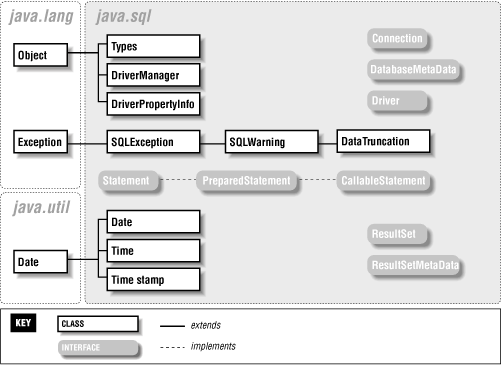 java.lang
java.sql
Object
Types
Connection
DriverManager
DatabaseMetaData
DriverPropertyInfo
Driver
Exception
SQLException
SQLWarning
DataTruncation
Statement
PreparedStatement
CallableStatement
java.util
Date
Date
ResultSet
Time
ResultSetMetaData
Time stamp
KEY
CLASS
extends
INTERFACE
implements